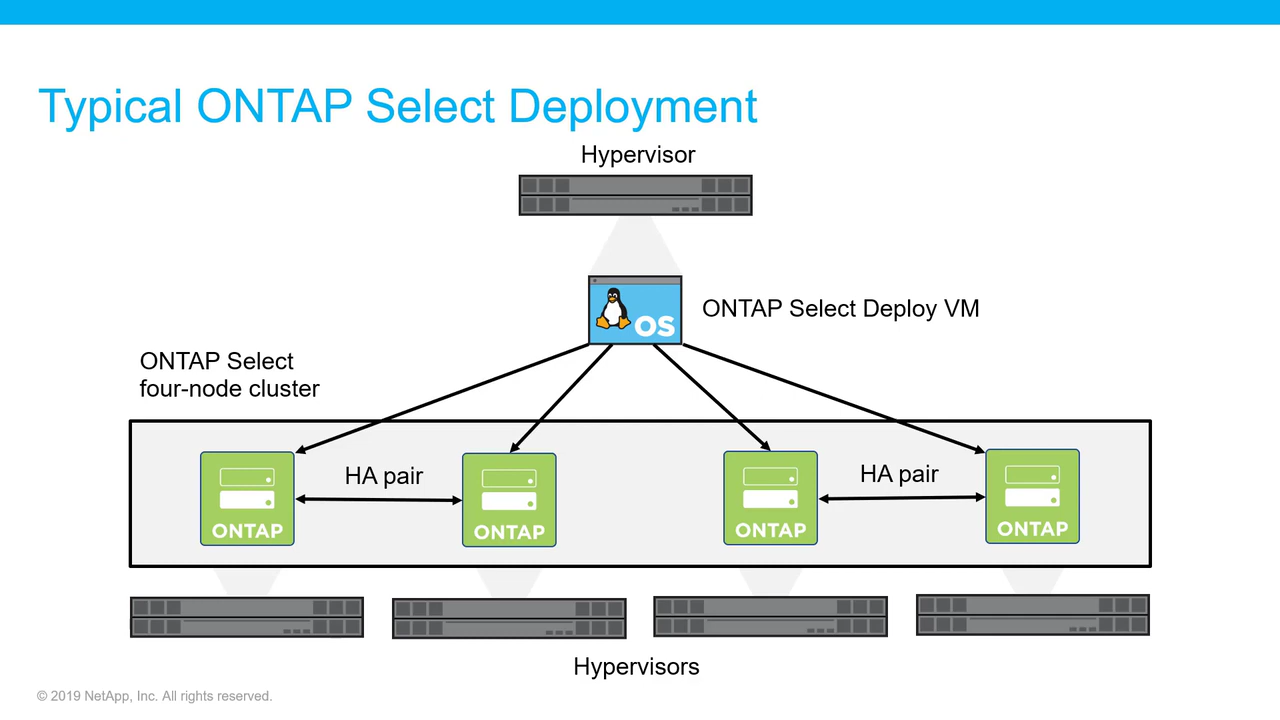 Typical ONTAP Select Deployment
Hypervisor
OS
ONTAP Select Deploy VM
ONTAP Select
four-node cluster
HA pair
HA pair
ONTAP
ONTAP
ONTAP
ONTAP
Hypervisors
© 2019 NetApp, Inc. All rights reserved.